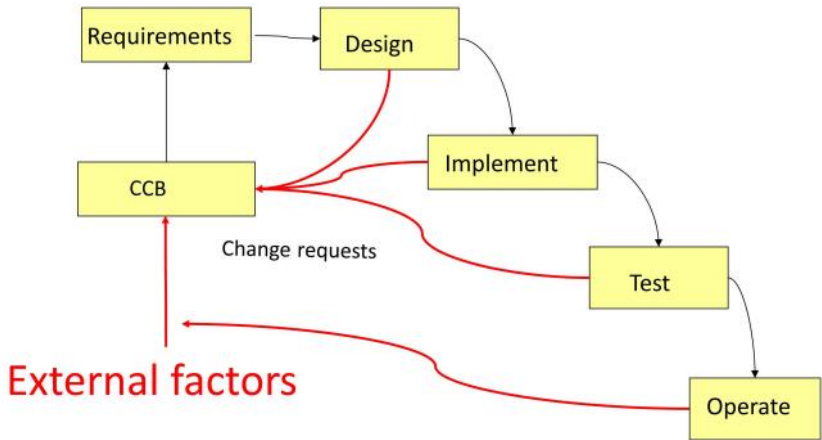 Requirements
Design
Implement
CCB
Change requests
Test
External factors
Operate